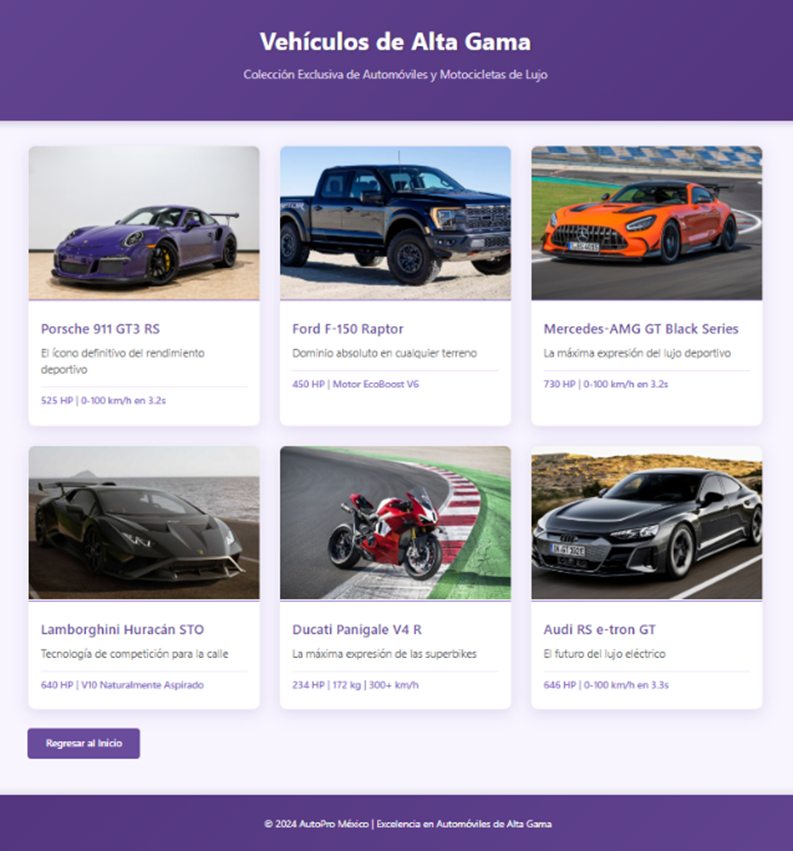 Vehículos de Alta Gama
Colección Exclusiva de Automóviles y Motocicletas de Lujo
Porsche 911 GT3 RS
El ícono definitivo del rendimiento
deportivo
525 HP | 0-100 km/h en 3.2s
Ford F-150 Raptor
Dominio absoluto en cualquier terreno
450 HP | Motor EcoBoost V6
Mercedes-AMG GT Black Series
La máxima expresión del lujo deportivo
730 HP | 0-100 km/h en 3.2s
Lamborghini Huracán STO
Tecnología de competición para la calle
640 HP | V10 Naturalmente Aspirado
Ducati Panigale V4 R
La máxima expresión de las superbikes
234 HP | 172 kg | 300+ km/h
Audi RS e-tron GT
El futuro del lujo eléctrico
646 HP | 0-100 km/h en 3.3s
Regresar al Inicio
© 2024 AutoPro México | Excelencia en Automóviles de Alta Gama